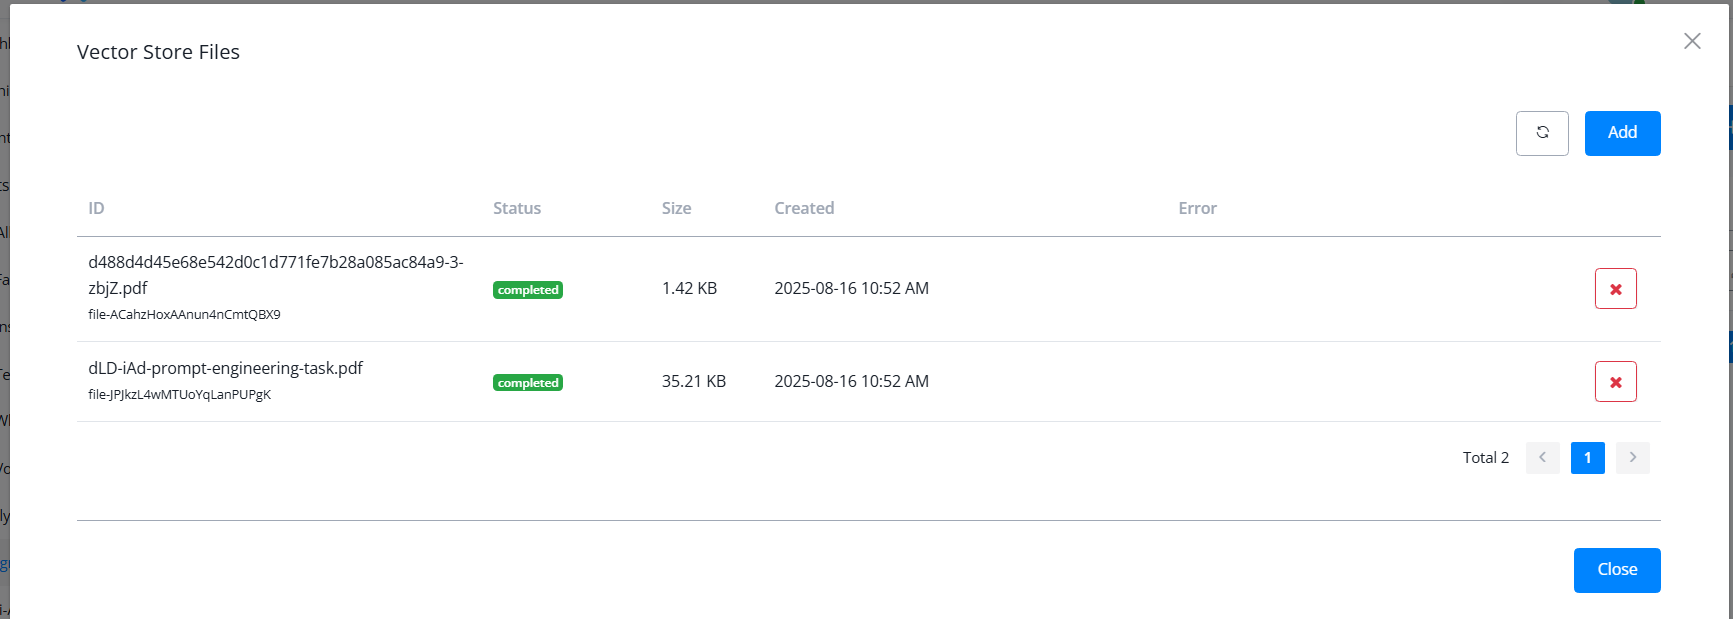 Vector Store Files
Add
ID Status Size Created Error
d488d4d45e68e542d0c1d771fe7b28a085ac84a9-3-
zbjZ.pdf
completed 1.42 KB 2025-08-16 10:52 AM
file-ACahzHoxAAnun4nCmtQBX9
dLD-iAd-prompt-engineering-task.pdf
completed 35.21 KB 2025-08-16 10:52 AM
file-JPJkzL4wMTUoYqLanPUPgK
Total 2 1
Close